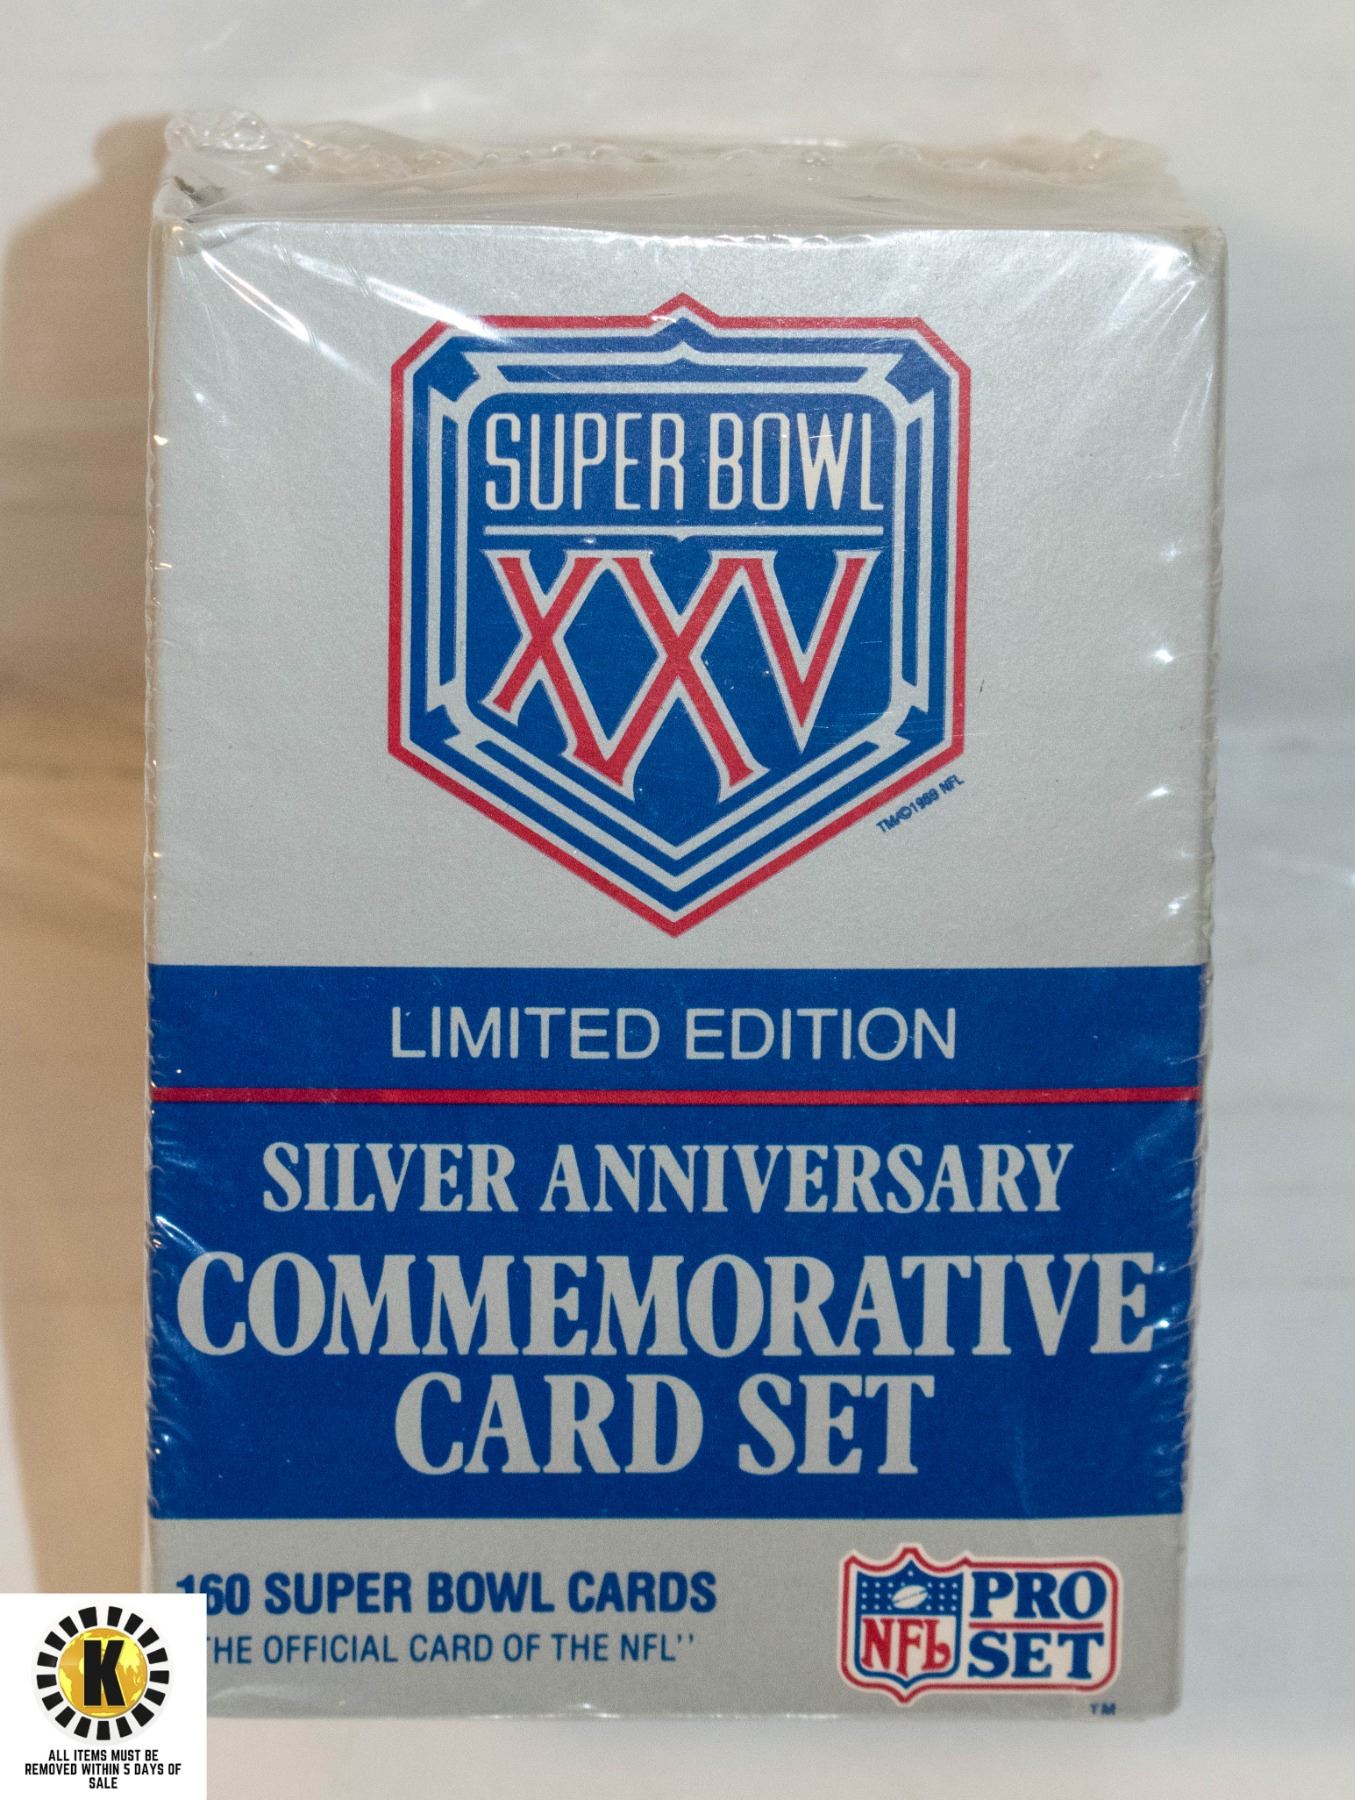 SUPER BOWL
XXV
TM/©1989 NFL
LIMITED EDITION
SILVER ANNIVERSARY
COMMEMORATIVE
CARD SET
160 SUPER BOWL CARDS
HE OFFICIAL CARD OF THE NFL''
NFL
PRO
SET
TM
K
ALL ITEMS MUST BE
REMOVED WITHIN 5 DAYS OF
SALE